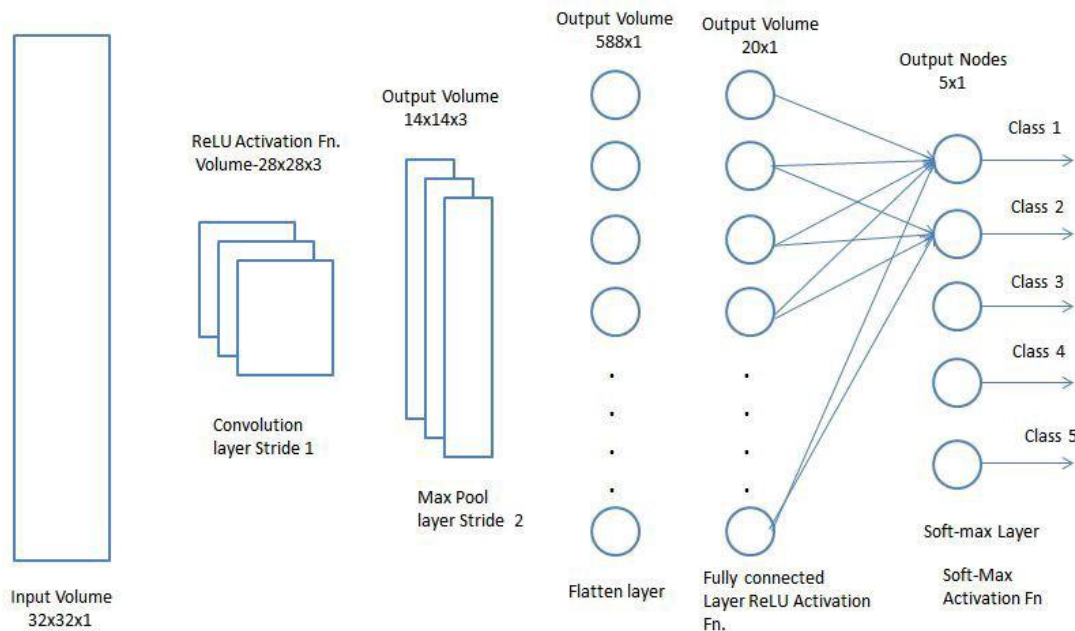 Input Volume
32x32x1
ReLU Activation Fn.
Volume-28x28x3
Convolution
layer Stride 1
Output Volume
14x14x3
Max Pool
layer Stride 2
Output Volume
588x1
Flatten layer
Output Volume
20x1
Fully connected
Layer ReLU Activation
Fn.
Output Nodes
5x1
Class 1
Class 2
Class 3
Class 4
Class 5
Soft-max Layer
Soft-Max
Activation Fn